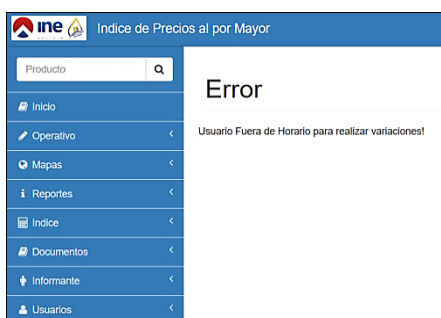 ine Indice de Precios al por Mayor
Producto
Error
Inicio
Usuario Fuera de Horario para realizar variaciones!
Operativo
Mapas
Reportes
Indice
Documentos
Informante
Usuarios